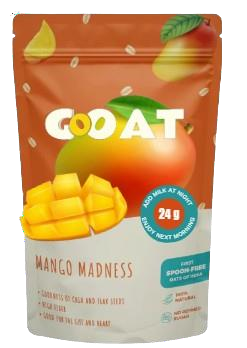 GOOAT
ADD MILK AT NIGHT
24 g
ENJOY NEXT MORNING
MANGO MADNESS
FIRST
SPOON-FREE
OATS OF INDIA
• GOODNESS OF CHIA AND FLAX SEEDS
• HIGH FIBER
• GOOD FOR THE GUT AND HEART
100%
NATURAL
NO REFINED
SUGAR